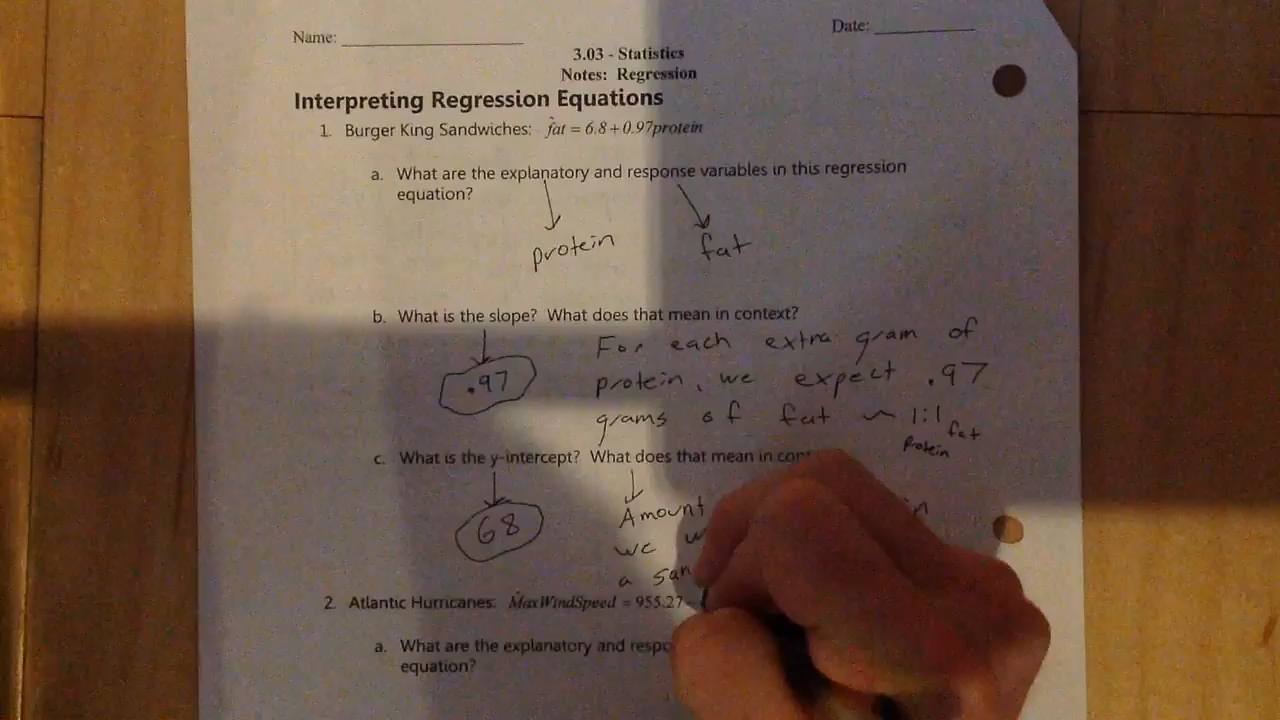 Name: ____________ Date: ____________
3.03 - Statistics
Notes: Regression
Interpreting Regression Equations
1. Burger King Sandwiches: fat̂ = 6.8 + 0.97protein
a. What are the explanatory and response variables in this regression
equation?
protein fat
b. What is the slope? What does that mean in context?
.97
For each extra gram of
protein, we expect .97
grams of fat ~ 1:1
Protein fat
c. What is the y-intercept? What does that mean in
68
Amount
we
a
2. Atlantic Hurricanes: MaxWindSpeed̂ = 955.27 -
a. What are the explanatory and
equation?